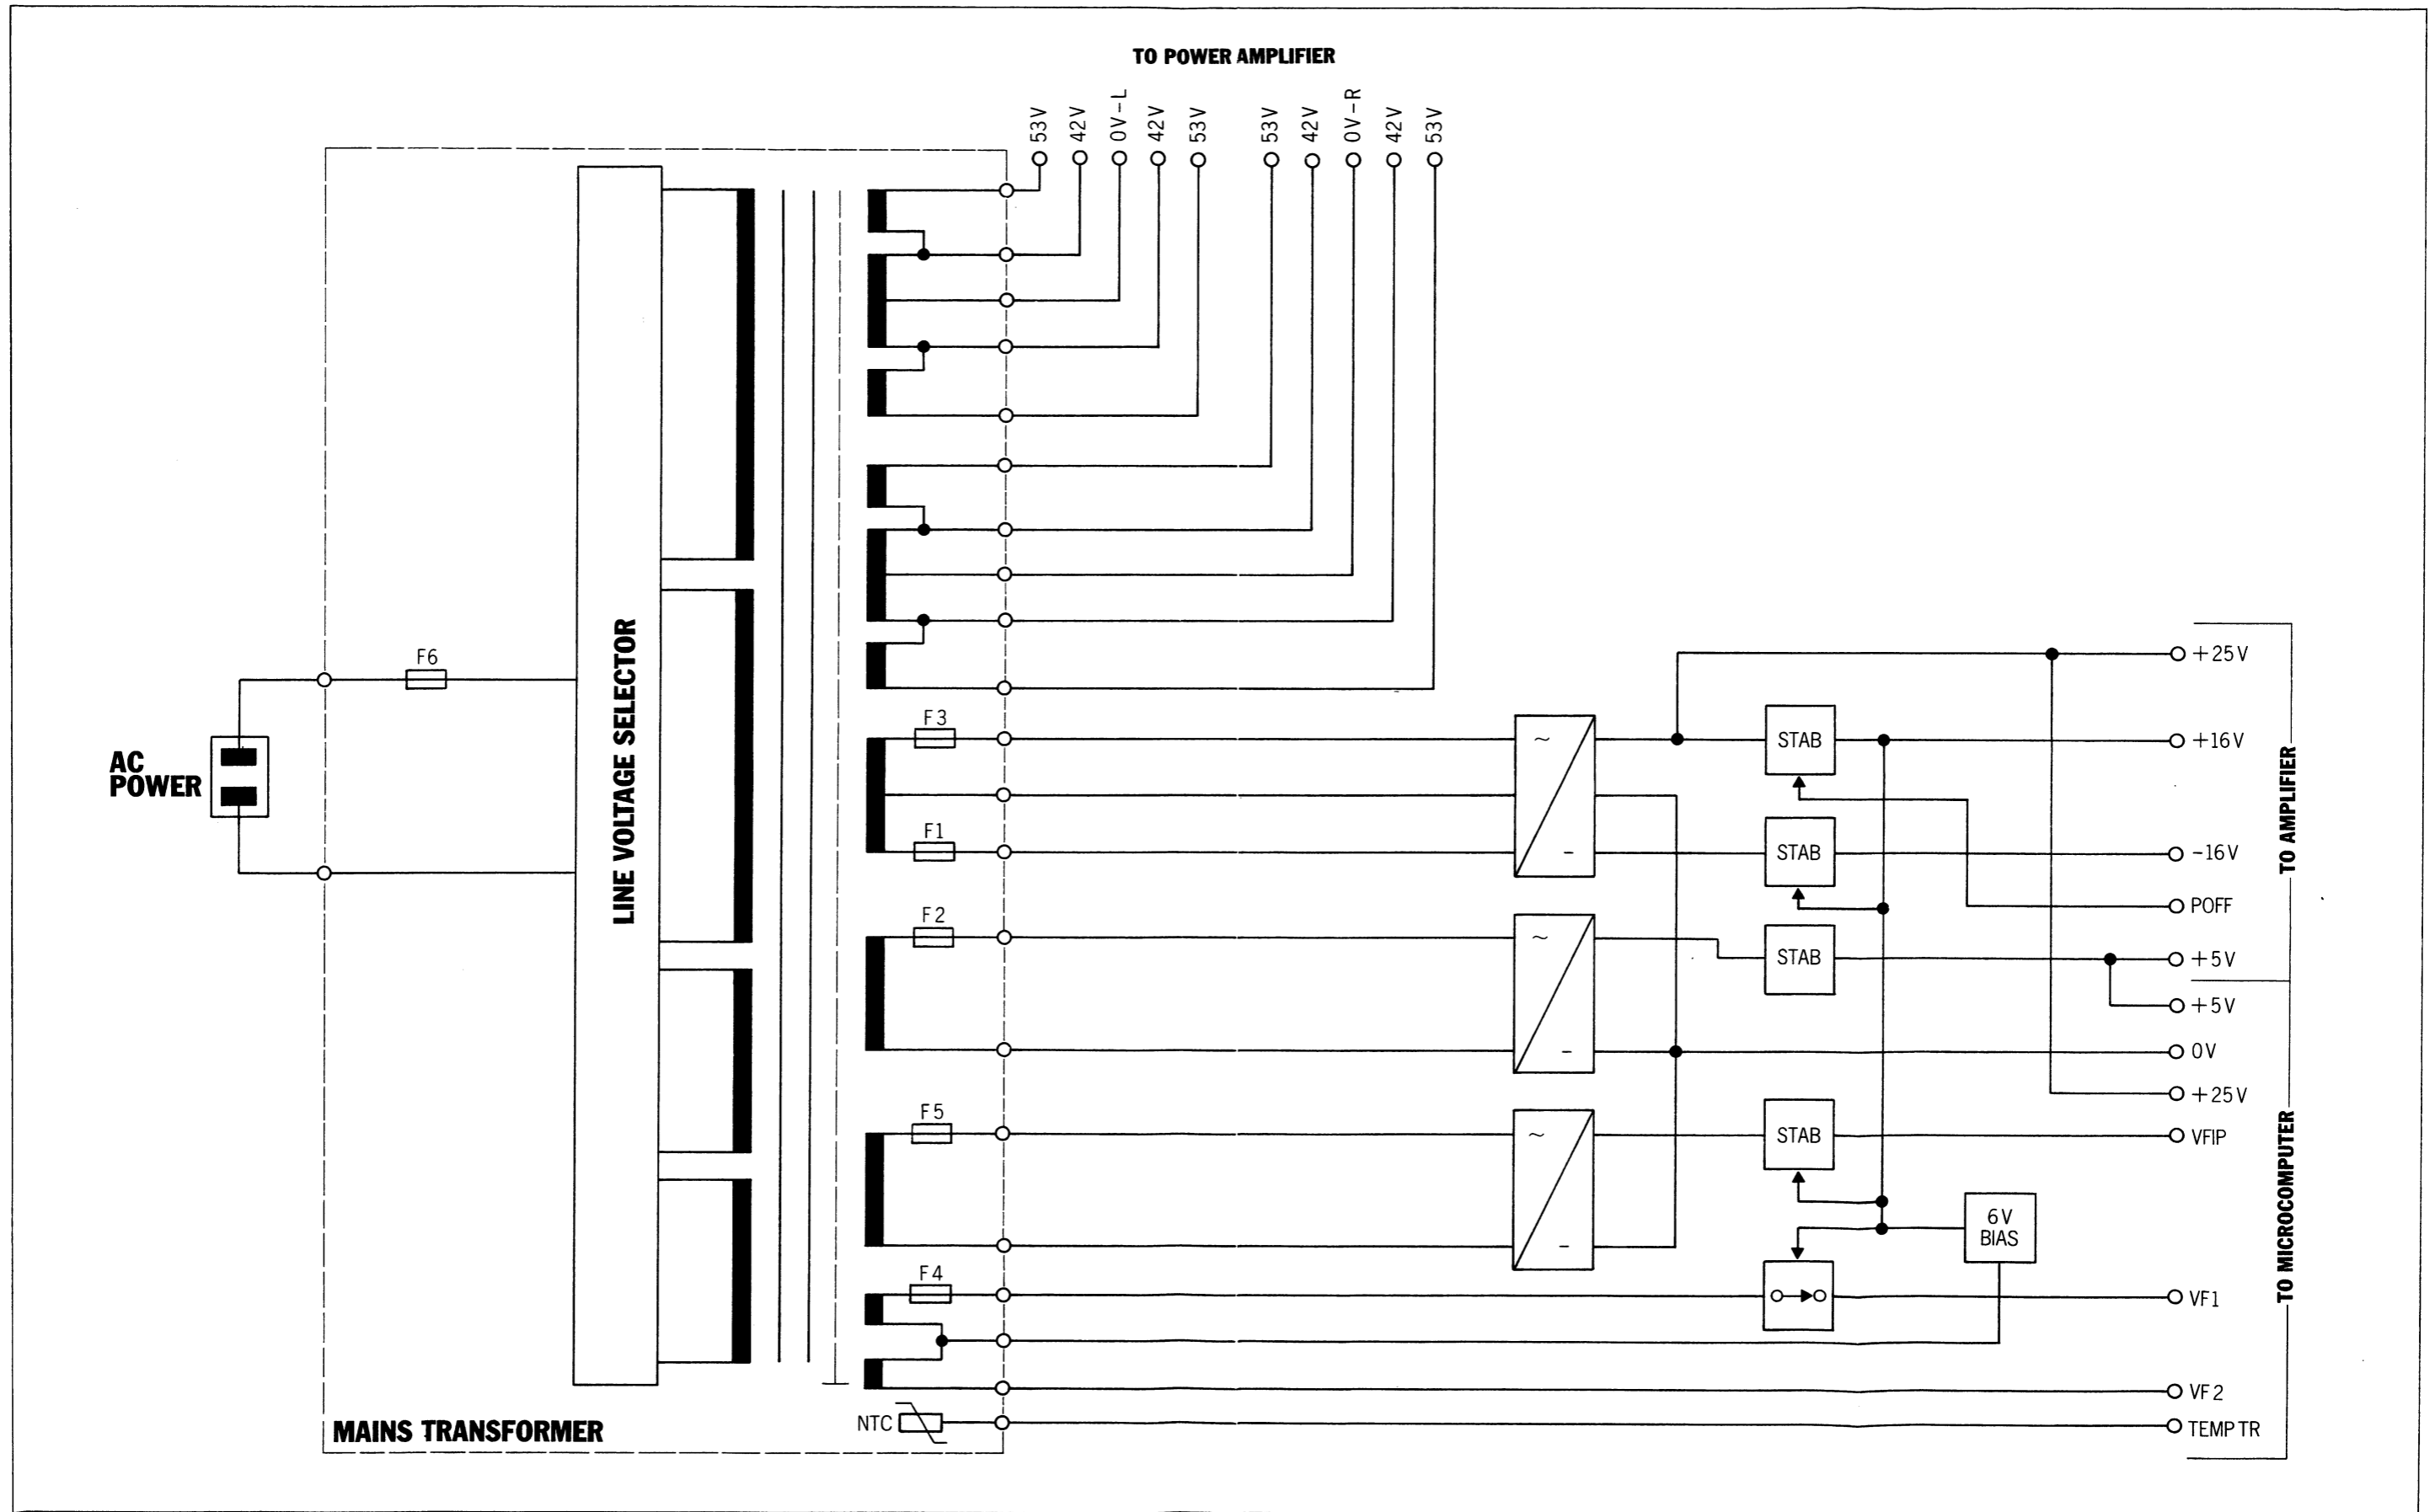 TO POWER AMPLIFIER
53V
42V
0V-L
42V
53V
53V
42V
0V-R
42V
53V
F6
LINE VOLTAGE SELECTOR
AC
POWER
F3
~
-
F1
STAB
+25V
+16V
STAB
-16V
POFF
TO AMPLIFIER
F2
~
-
STAB
+5V
+5V
0V
+25V
F5
~
-
STAB
VFIP
6V
BIAS
F4
VF1
TO MICROCOMPUTER
VF2
NTC
TEMP TR
MAINS TRANSFORMER